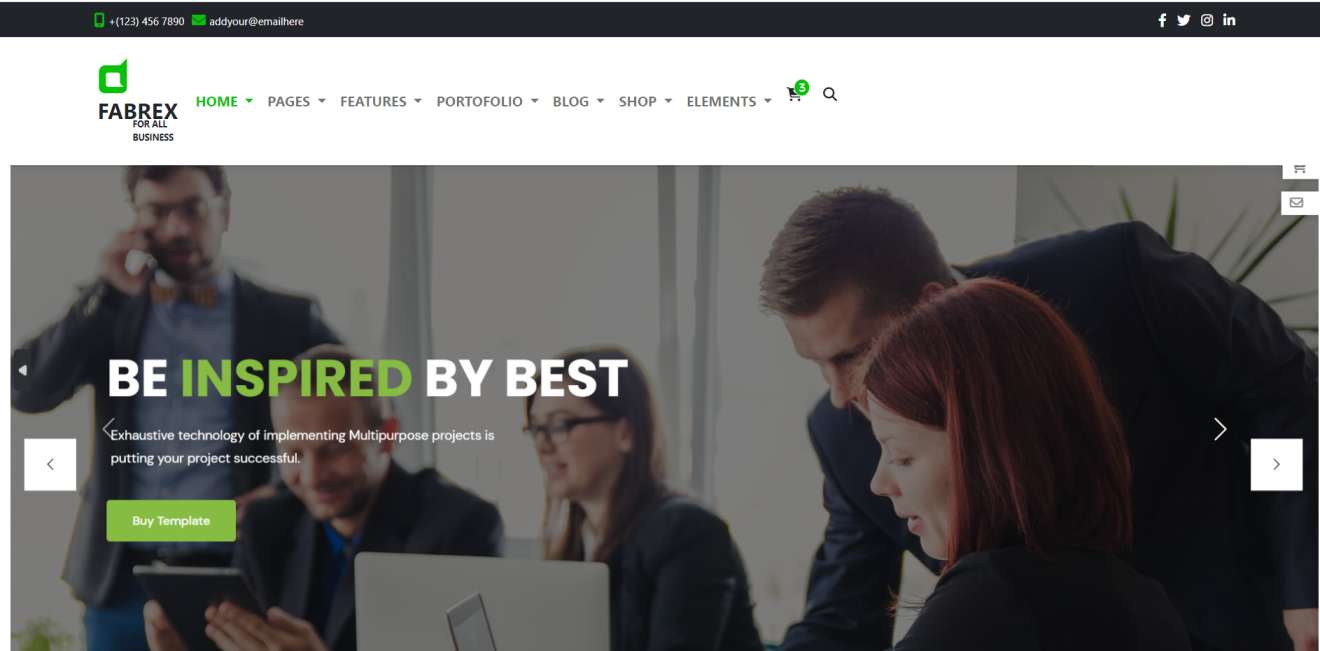 +(123) 456 7890 addyour@emailhere
FABREX
FOR ALL
BUSINESS
HOME PAGES FEATURES PORTOFOLIO BLOG SHOP ELEMENTS 3
BE INSPIRED BY BEST
Exhaustive technology of implementing Multipurpose projects is
putting your project successful.
Buy Template